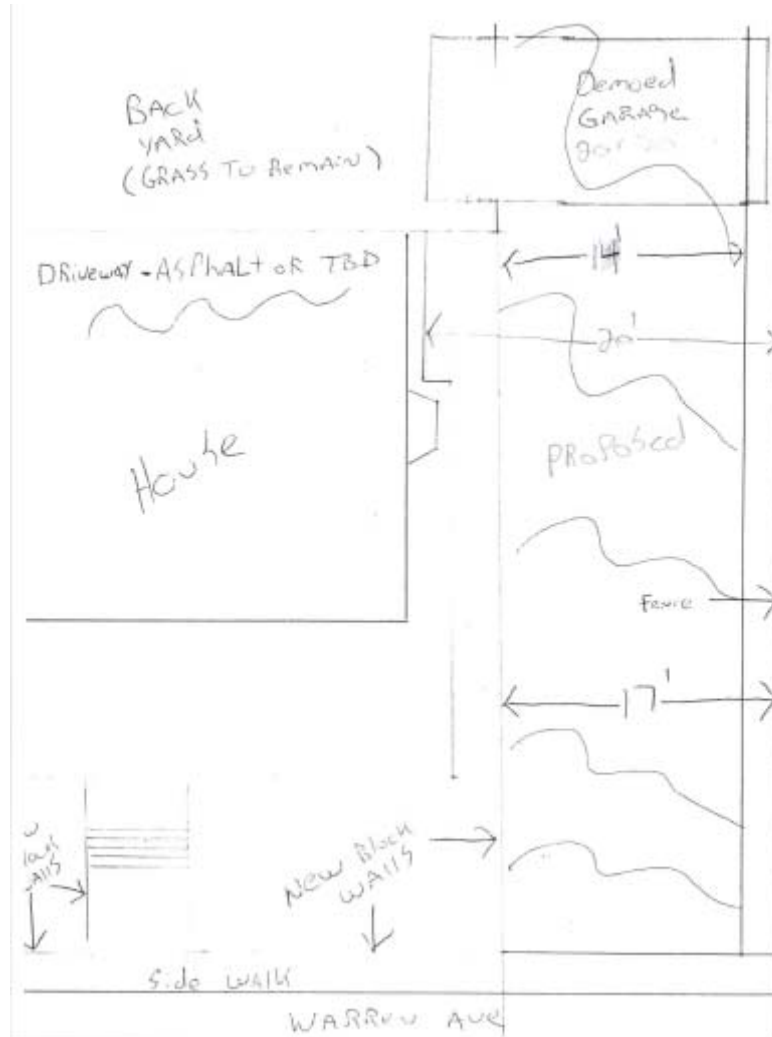 BACK
YARd
(GRASS To Remain)
Demoed
GARAGE
14'
DRiveway - ASPhALt oR TBD
20'
PROPOSed
House
Fence
17'
WAllS
New Block
WAllS
Side WAlk
WARREN Ave